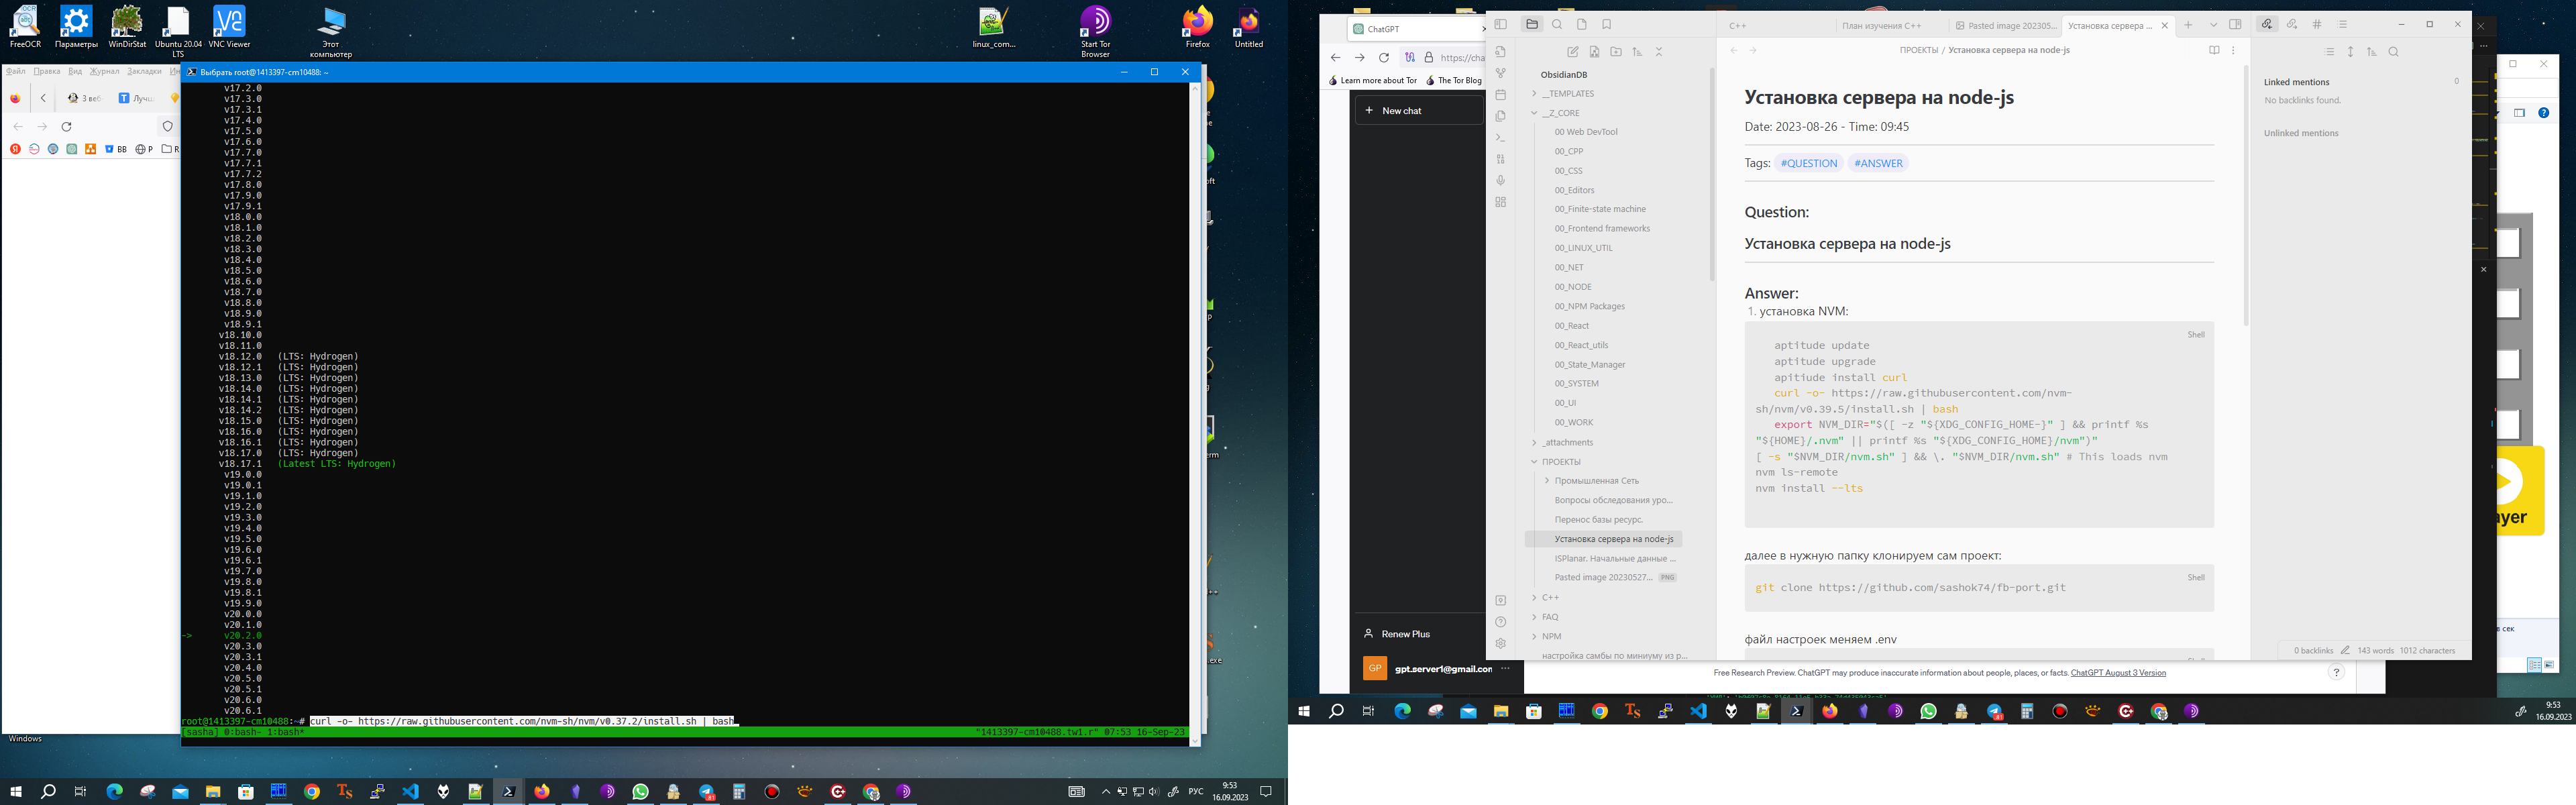 FreeOCR
Параметры
WinDirStat
Ubuntu 20.04 LTS
VNC Viewer
Этот компьютер
linux_com...
Start Tor Browser
Firefox
Untitled
Файл Правка Вид Журнал Закладки
3 веб-
Лучш
BB
P
Windows
Выбрать root@1413397-cm10488: ~
v17.2.0
v17.3.0
v17.3.1
v17.4.0
v17.5.0
v17.6.0
v17.7.0
v17.7.1
v17.7.2
v17.8.0
v17.9.0
v17.9.1
v18.0.0
v18.1.0
v18.2.0
v18.3.0
v18.4.0
v18.5.0
v18.6.0
v18.7.0
v18.8.0
v18.9.0
v18.9.1
v18.10.0
v18.11.0
v18.12.0 (LTS: Hydrogen)
v18.12.1 (LTS: Hydrogen)
v18.13.0 (LTS: Hydrogen)
v18.14.0 (LTS: Hydrogen)
v18.14.1 (LTS: Hydrogen)
v18.14.2 (LTS: Hydrogen)
v18.15.0 (LTS: Hydrogen)
v18.16.0 (LTS: Hydrogen)
v18.16.1 (LTS: Hydrogen)
v18.17.0 (LTS: Hydrogen)
v18.17.1 (Latest LTS: Hydrogen)
v19.0.0
v19.0.1
v19.1.0
v19.2.0
v19.3.0
v19.4.0
v19.5.0
v19.6.0
v19.6.1
v19.7.0
v19.8.0
v19.8.1
v19.9.0
v20.0.0
v20.1.0
-> v20.2.0
v20.3.0
v20.3.1
v20.4.0
v20.5.0
v20.5.1
v20.6.0
v20.6.1
root@1413397-cm10488:~# curl -o- https://raw.githubusercontent.com/nvm-sh/nvm/v0.37.2/install.sh | bash
[sasha] 0:bash- 1:bash* "1413397-cm10488.tw1.r" 07:53 16-Sep-23
РУС
9:53
16.09.2023
ChatGPT
https://cha
Learn more about Tor
The Tor Blog
New chat
Renew Plus
GP
gpt.server1@gmail.com
Free Research Preview. ChatGPT may produce inaccurate information about people, places, or facts. ChatGPT August 3 Version
C++
План изучения C++
Pasted image 202305...
Установка сервера ...
ObsidianDB
__TEMPLATES
__Z_CORE
00 Web DevTool
00_CPP
00_CSS
00_Editors
00_Finite-state machine
00_Frontend frameworks
00_LINUX_UTIL
00_NET
00_NODE
00_NPM Packages
00_React
00_React_utils
00_State_Manager
00_SYSTEM
00_UI
00_WORK
_attachments
ПРОЕКТЫ
Промышленная Сеть
Вопросы обследования уро...
Перенос базы ресурс.
Установка сервера на node-js
ISPlanar. Начальные данные ...
Pasted image 20230527... PNG
C++
FAQ
NPM
настройка самбы по миниуму из р...
ПРОЕКТЫ / Установка сервера на node-js
Установка сервера на node-js
Date: 2023-08-26 - Time: 09:45
Tags: #QUESTION #ANSWER
Question:
Установка сервера на node-js
Answer:
1. установка NVM:
Shell
aptitude update
aptitude upgrade
apitiude install curl
curl -o- https://raw.githubusercontent.com/nvm-
sh/nvm/v0.39.5/install.sh | bash
export NVM_DIR="$([ -z "${XDG_CONFIG_HOME-}" ] && printf %s
"${HOME}/.nvm" || printf %s "${XDG_CONFIG_HOME}/nvm")"
[ -s "$NVM_DIR/nvm.sh" ] && \. "$NVM_DIR/nvm.sh" # This loads nvm
nvm ls-remote
nvm install --lts
далее в нужную папку клонируем сам проект:
Shell
git clone https://github.com/sashok74/fb-port.git
файл настроек меняем .env
Linked mentions 0
No backlinks found.
Unlinked mentions
0 backlinks 143 words 1012 characters
ayer
в сек
9:53
16.09.2023